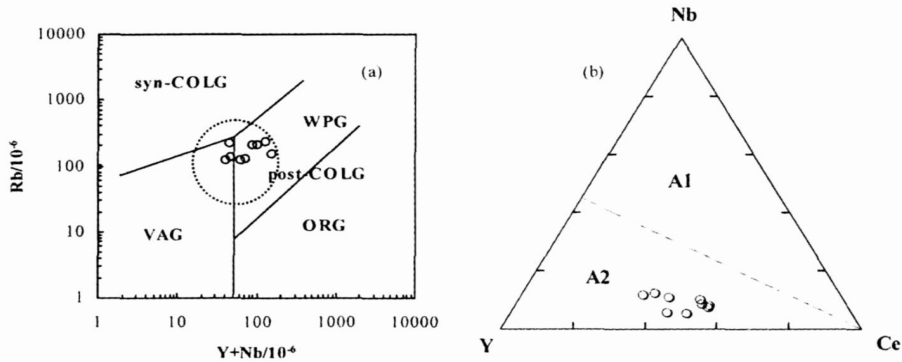 10000
1000
100
10
1
Rb/10⁻⁶
(a)
syn-COLG
WPG
post-COLG
VAG
ORG
1 10 100 1000 10000
Y+Nb/10⁻⁶
(b)
Nb
A1
A2
Y
Ce